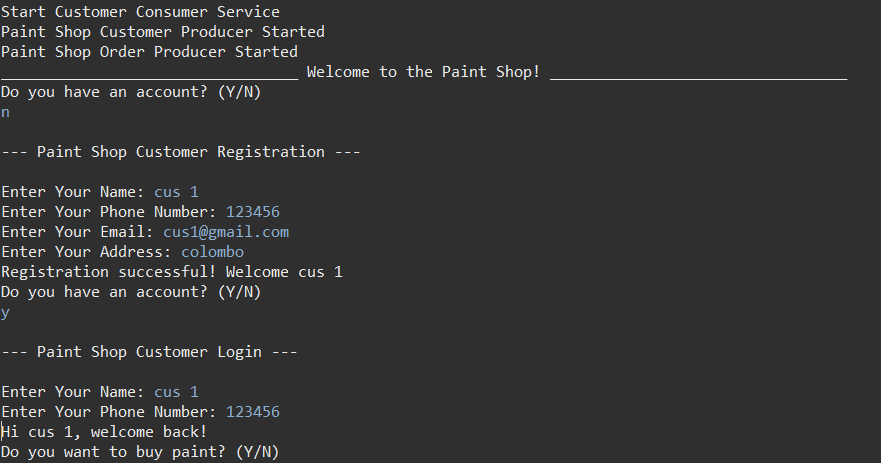 Start Customer Consumer Service
Paint Shop Customer Producer Started
Paint Shop Order Producer Started
_________________________________ Welcome to the Paint Shop! _________________________________
Do you have an account? (Y/N)
n
--- Paint Shop Customer Registration ---
Enter Your Name: cus 1
Enter Your Phone Number: 123456
Enter Your Email: cus1@gmail.com
Enter Your Address: colombo
Registration successful! Welcome cus 1
Do you have an account? (Y/N)
y
--- Paint Shop Customer Login ---
Enter Your Name: cus 1
Enter Your Phone Number: 123456
Hi cus 1, welcome back!
Do you want to buy paint? (Y/N)